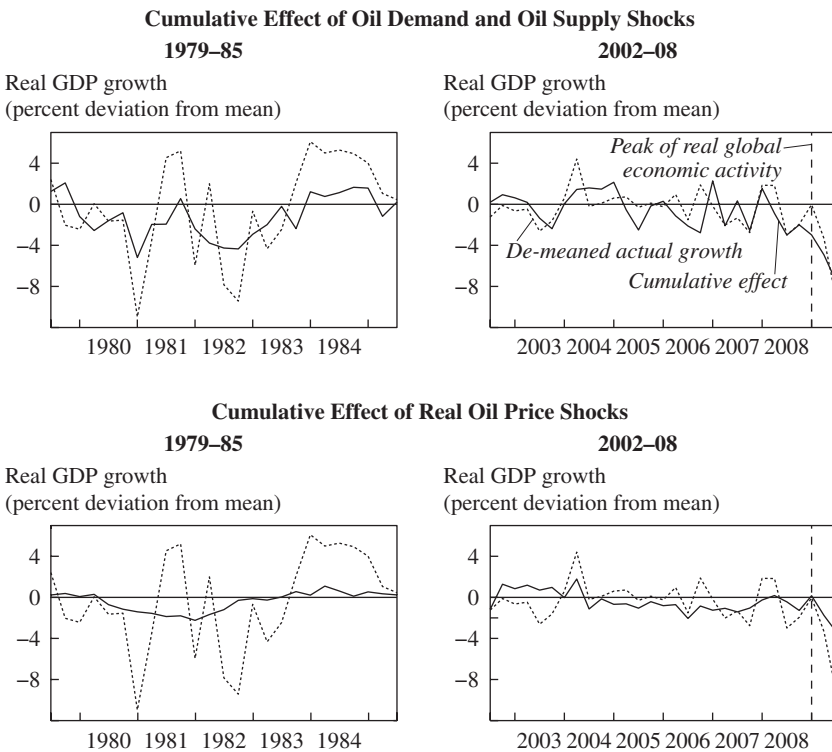 Cumulative Effect of Oil Demand and Oil Supply Shocks
1979–85
2002–08
Real GDP growth
(percent deviation from mean)
Real GDP growth
(percent deviation from mean)
4
0
−4
−8
1980 1981 1982 1983 1984
4
0
−4
−8
Peak of real global
economic activity
De-meaned actual growth
Cumulative effect
2003 2004 2005 2006 2007 2008
Cumulative Effect of Real Oil Price Shocks
1979–85
2002–08
Real GDP growth
(percent deviation from mean)
Real GDP growth
(percent deviation from mean)
4
0
−4
−8
1980 1981 1982 1983 1984
4
0
−4
−8
2003 2004 2005 2006 2007 2008